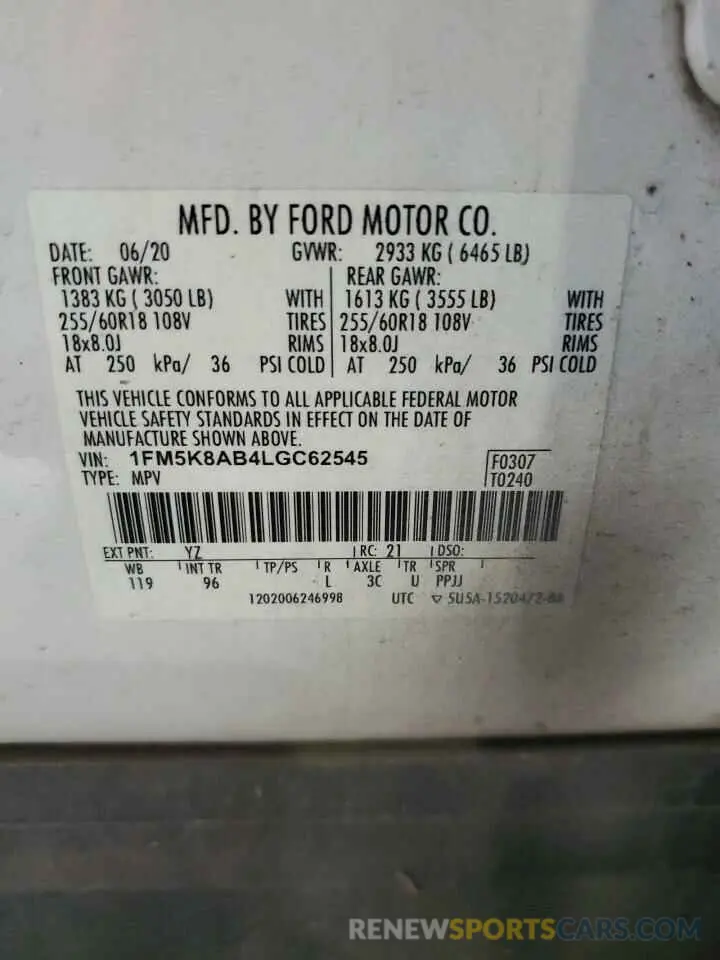 MFD. BY FORD MOTOR CO.
DATE: 06/20 GVWR: 2933 KG ( 6465 LB)
FRONT GAWR: REAR GAWR:
1383 KG ( 3050 LB) WITH 1613 KG ( 3555 LB) WITH
255/60R18 108V TIRES 255/60R18 108V TIRES
18x8.0J RIMS 18x8.0J RIMS
AT 250 kPa/ 36 PSI COLD AT 250 kPa/ 36 PSI COLD
THIS VEHICLE CONFORMS TO ALL APPLICABLE FEDERAL MOTOR
VEHICLE SAFETY STANDARDS IN EFFECT ON THE DATE OF
MANUFACTURE SHOWN ABOVE.
VIN: 1FM5K8AB4LGC62545 F0307
TYPE: MPV T0240
EXT PNT: YZ RC: 21 DSO:
WB INT TR TP/PS R AXLE TR SPR
119 96 L 3C U PPJJ
1202006246998 UTC
RENEWSPORTSCARS.COM